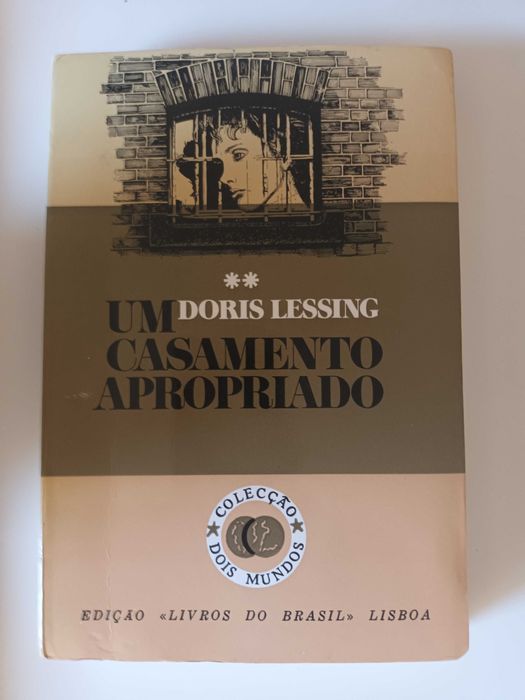 **
UM DORIS LESSING
CASAMENTO
APROPRIADO
COLECÇÃO
DOIS MUNDOS
EDIÇÃO «LIVROS DO BRASIL» LISBOA